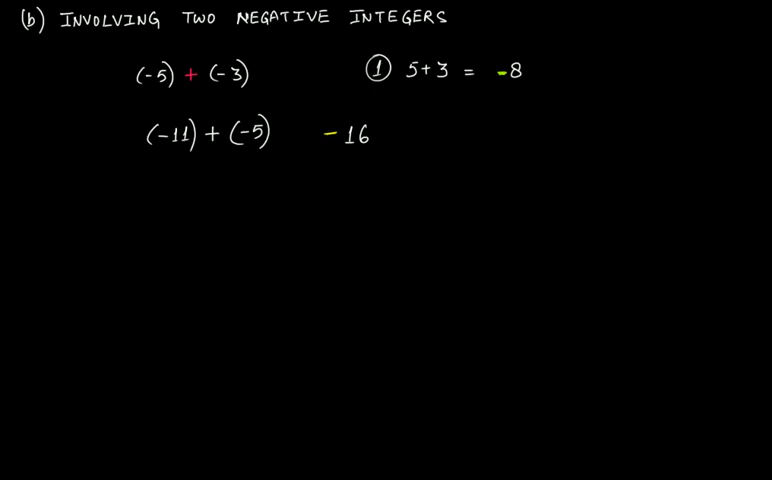 (b) INVOLVING TWO NEGATIVE INTEGERS
(-5) + (-3) ① 5+3 = -8
(-11) + (-5) -16